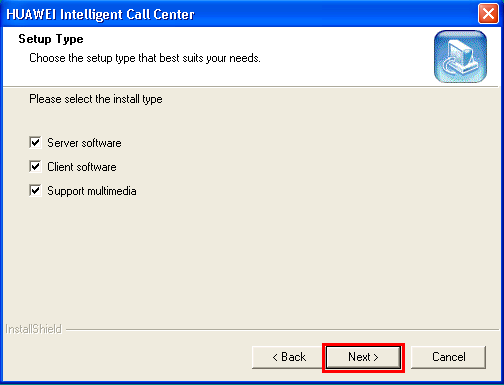 HUAWEI Intelligent Call Center
Setup Type
Choose the setup type that best suits your needs.
Please select the install type
Server software
Client software
Support multimedia
InstallShield
< Back Next > Cancel